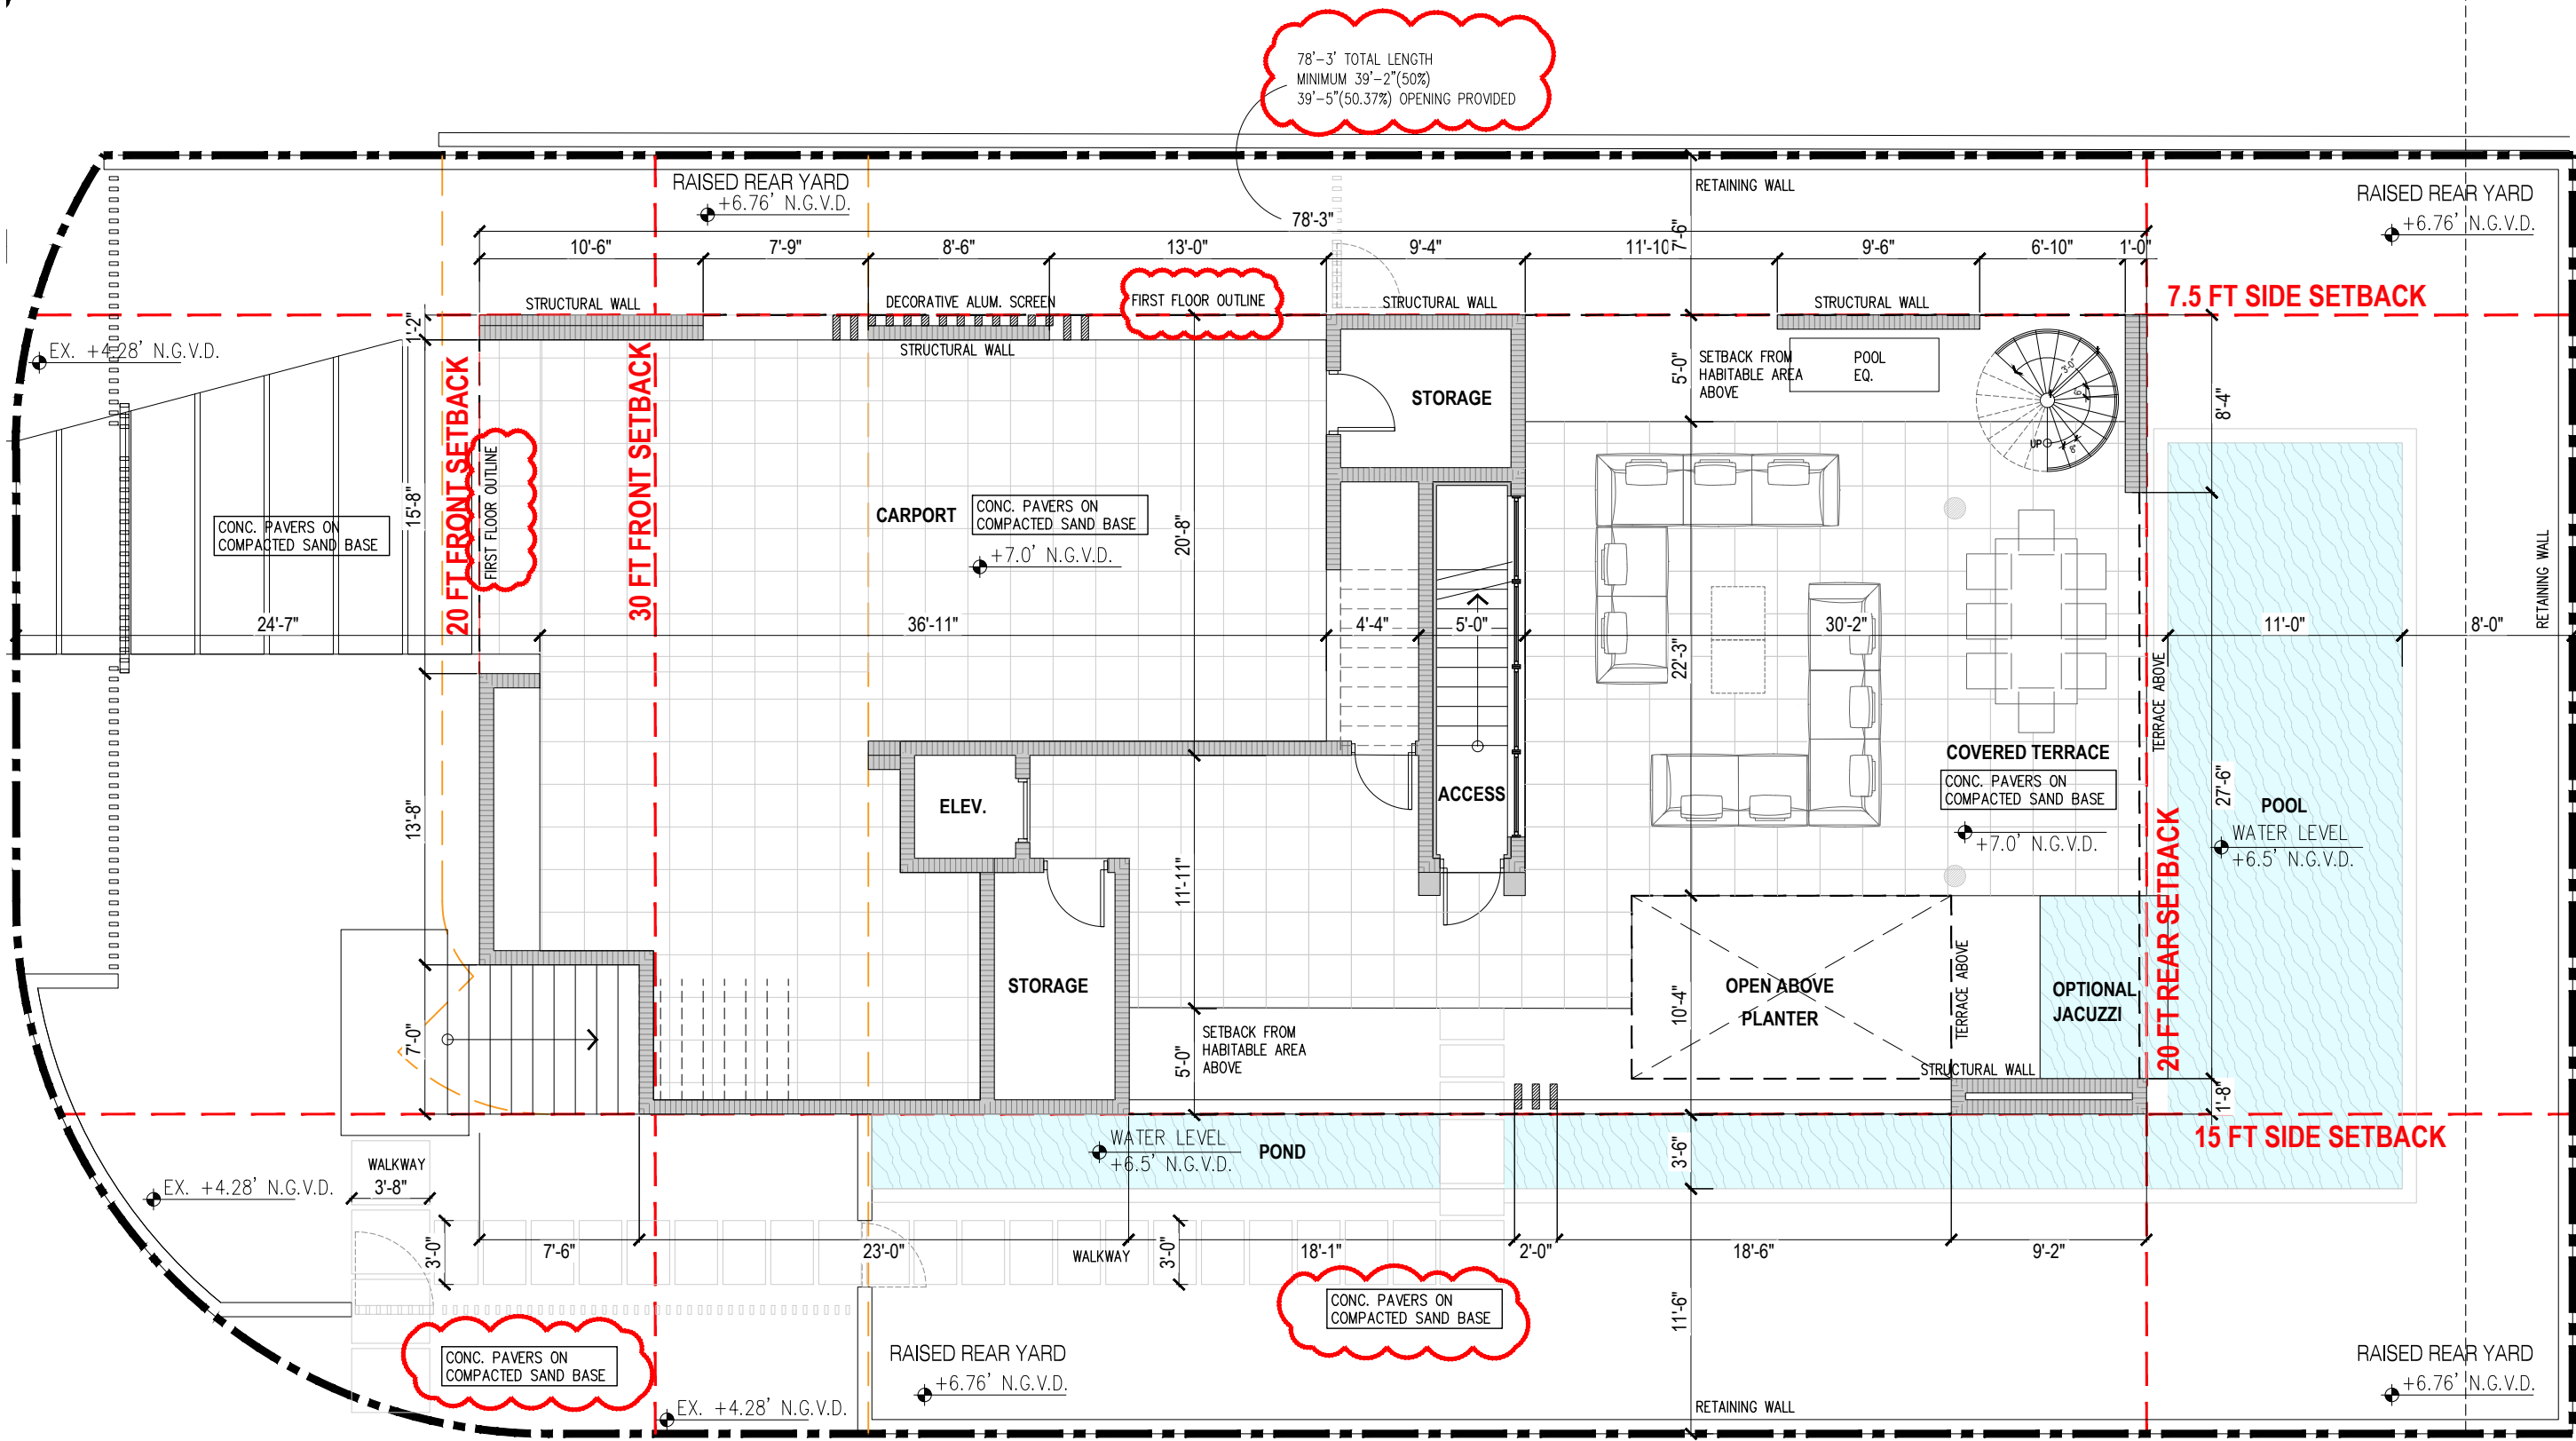 78'-3' TOTAL LENGTH
MINIMUM 39'-2"(50%)
39'-5"(50.37%) OPENING PROVIDED
RAISED REAR YARD
+6.76' N.G.V.D.
RETAINING WALL
RAISED REAR YARD
+6.76' N.G.V.D.
78'-3"
7'-6"
10'-6"
7'-9"
8'-6"
13'-0"
9'-4"
11'-10
9'-6"
6'-10"
1'-0"
7.5 FT SIDE SETBACK
STRUCTURAL WALL
DECORATIVE ALUM. SCREEN
FIRST FLOOR OUTLINE
STRUCTURAL WALL
STRUCTURAL WALL
1'-2"
EX. +4.28' N.G.V.D.
STRUCTURAL WALL
5'-0"
SETBACK FROM
HABITABLE AREA
ABOVE
POOL
EQ.
3'-0"
UP
6"
8'-4"
STORAGE
20 FT FRONT SETBACK
FIRST FLOOR OUTLINE
30 FT FRONT SETBACK
15'-8"
CONC. PAVERS ON
COMPACTED SAND BASE
CARPORT
CONC. PAVERS ON
COMPACTED SAND BASE
+7.0' N.G.V.D.
20'-8"
RETAINING WALL
24'-7"
36'-11"
4'-4"
5'-0"
30'-2"
11'-0"
8'-0"
22'-3"
TERRACE ABOVE
COVERED TERRACE
CONC. PAVERS ON
COMPACTED SAND BASE
+7.0' N.G.V.D.
27'-6"
POOL
WATER LEVEL
+6.5' N.G.V.D.
13'-8"
ELEV.
ACCESS
11'-11"
20 FT REAR SETBACK
STORAGE
OPEN ABOVE
PLANTER
TERRACE ABOVE
OPTIONAL
JACUZZI
10'-4"
7'-0"
5'-0"
SETBACK FROM
HABITABLE AREA
ABOVE
STRUCTURAL WALL
1'-8"
15 FT SIDE SETBACK
WATER LEVEL
+6.5' N.G.V.D.
POND
3'-6"
WALKWAY
3'-8"
EX. +4.28' N.G.V.D.
3'-0"
7'-6"
23'-0"
WALKWAY
3'-0"
18'-1"
2'-0"
18'-6"
9'-2"
CONC. PAVERS ON
COMPACTED SAND BASE
11'-6"
CONC. PAVERS ON
COMPACTED SAND BASE
RAISED REAR YARD
+6.76' N.G.V.D.
RAISED REAR YARD
+6.76' N.G.V.D.
EX. +4.28' N.G.V.D.
RETAINING WALL